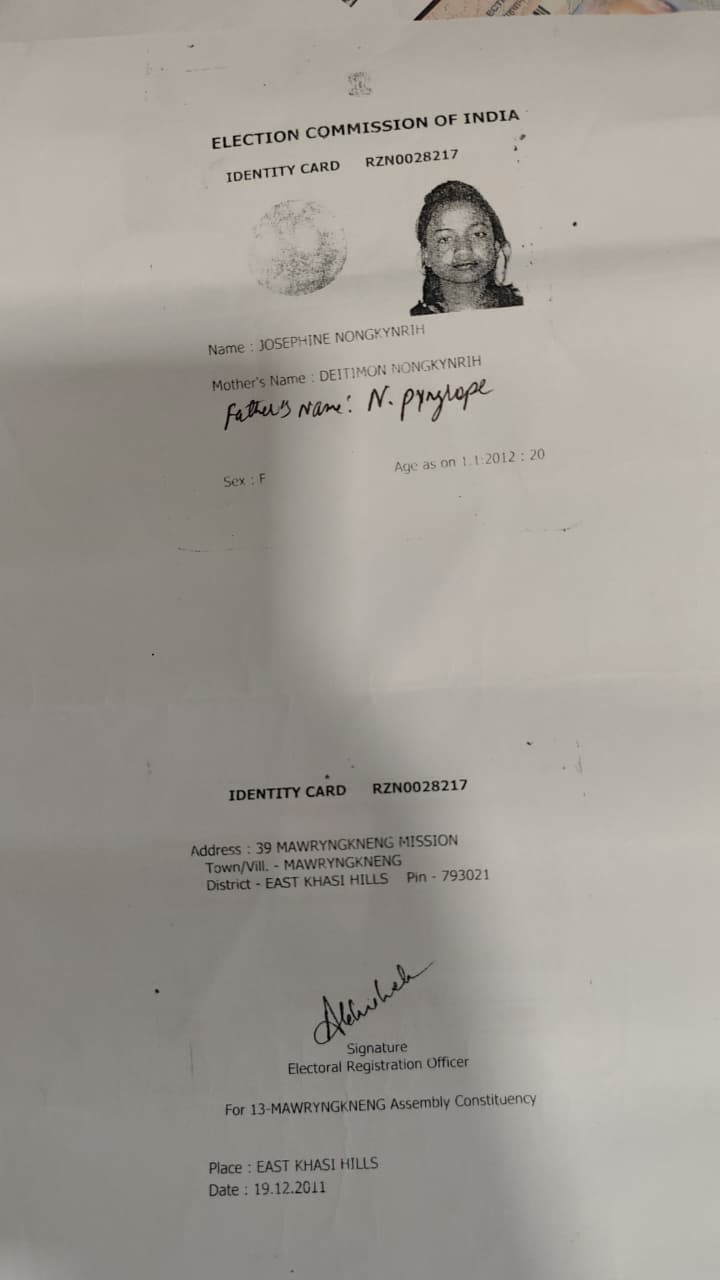 ELECTION COMMISSION OF INDIA
IDENTITY CARD RZN0028217
Name : JOSEPHINE NONGKYNRIH
Mother's Name : DEITIMON NONGKYNRIH
Father's Name: N. Pyngrope
Sex : F
Age as on 1.1.2012 : 20
IDENTITY CARD RZN0028217
Address : 39 MAWRYNGKNENG MISSION
Town/Vill. - MAWRYNGKNENG
District - EAST KHASI HILLS Pin - 793021
Abhishek
Signature
Electoral Registration Officer
For 13-MAWRYNGKNENG Assembly Constituency
Place : EAST KHASI HILLS
Date : 19.12.2011